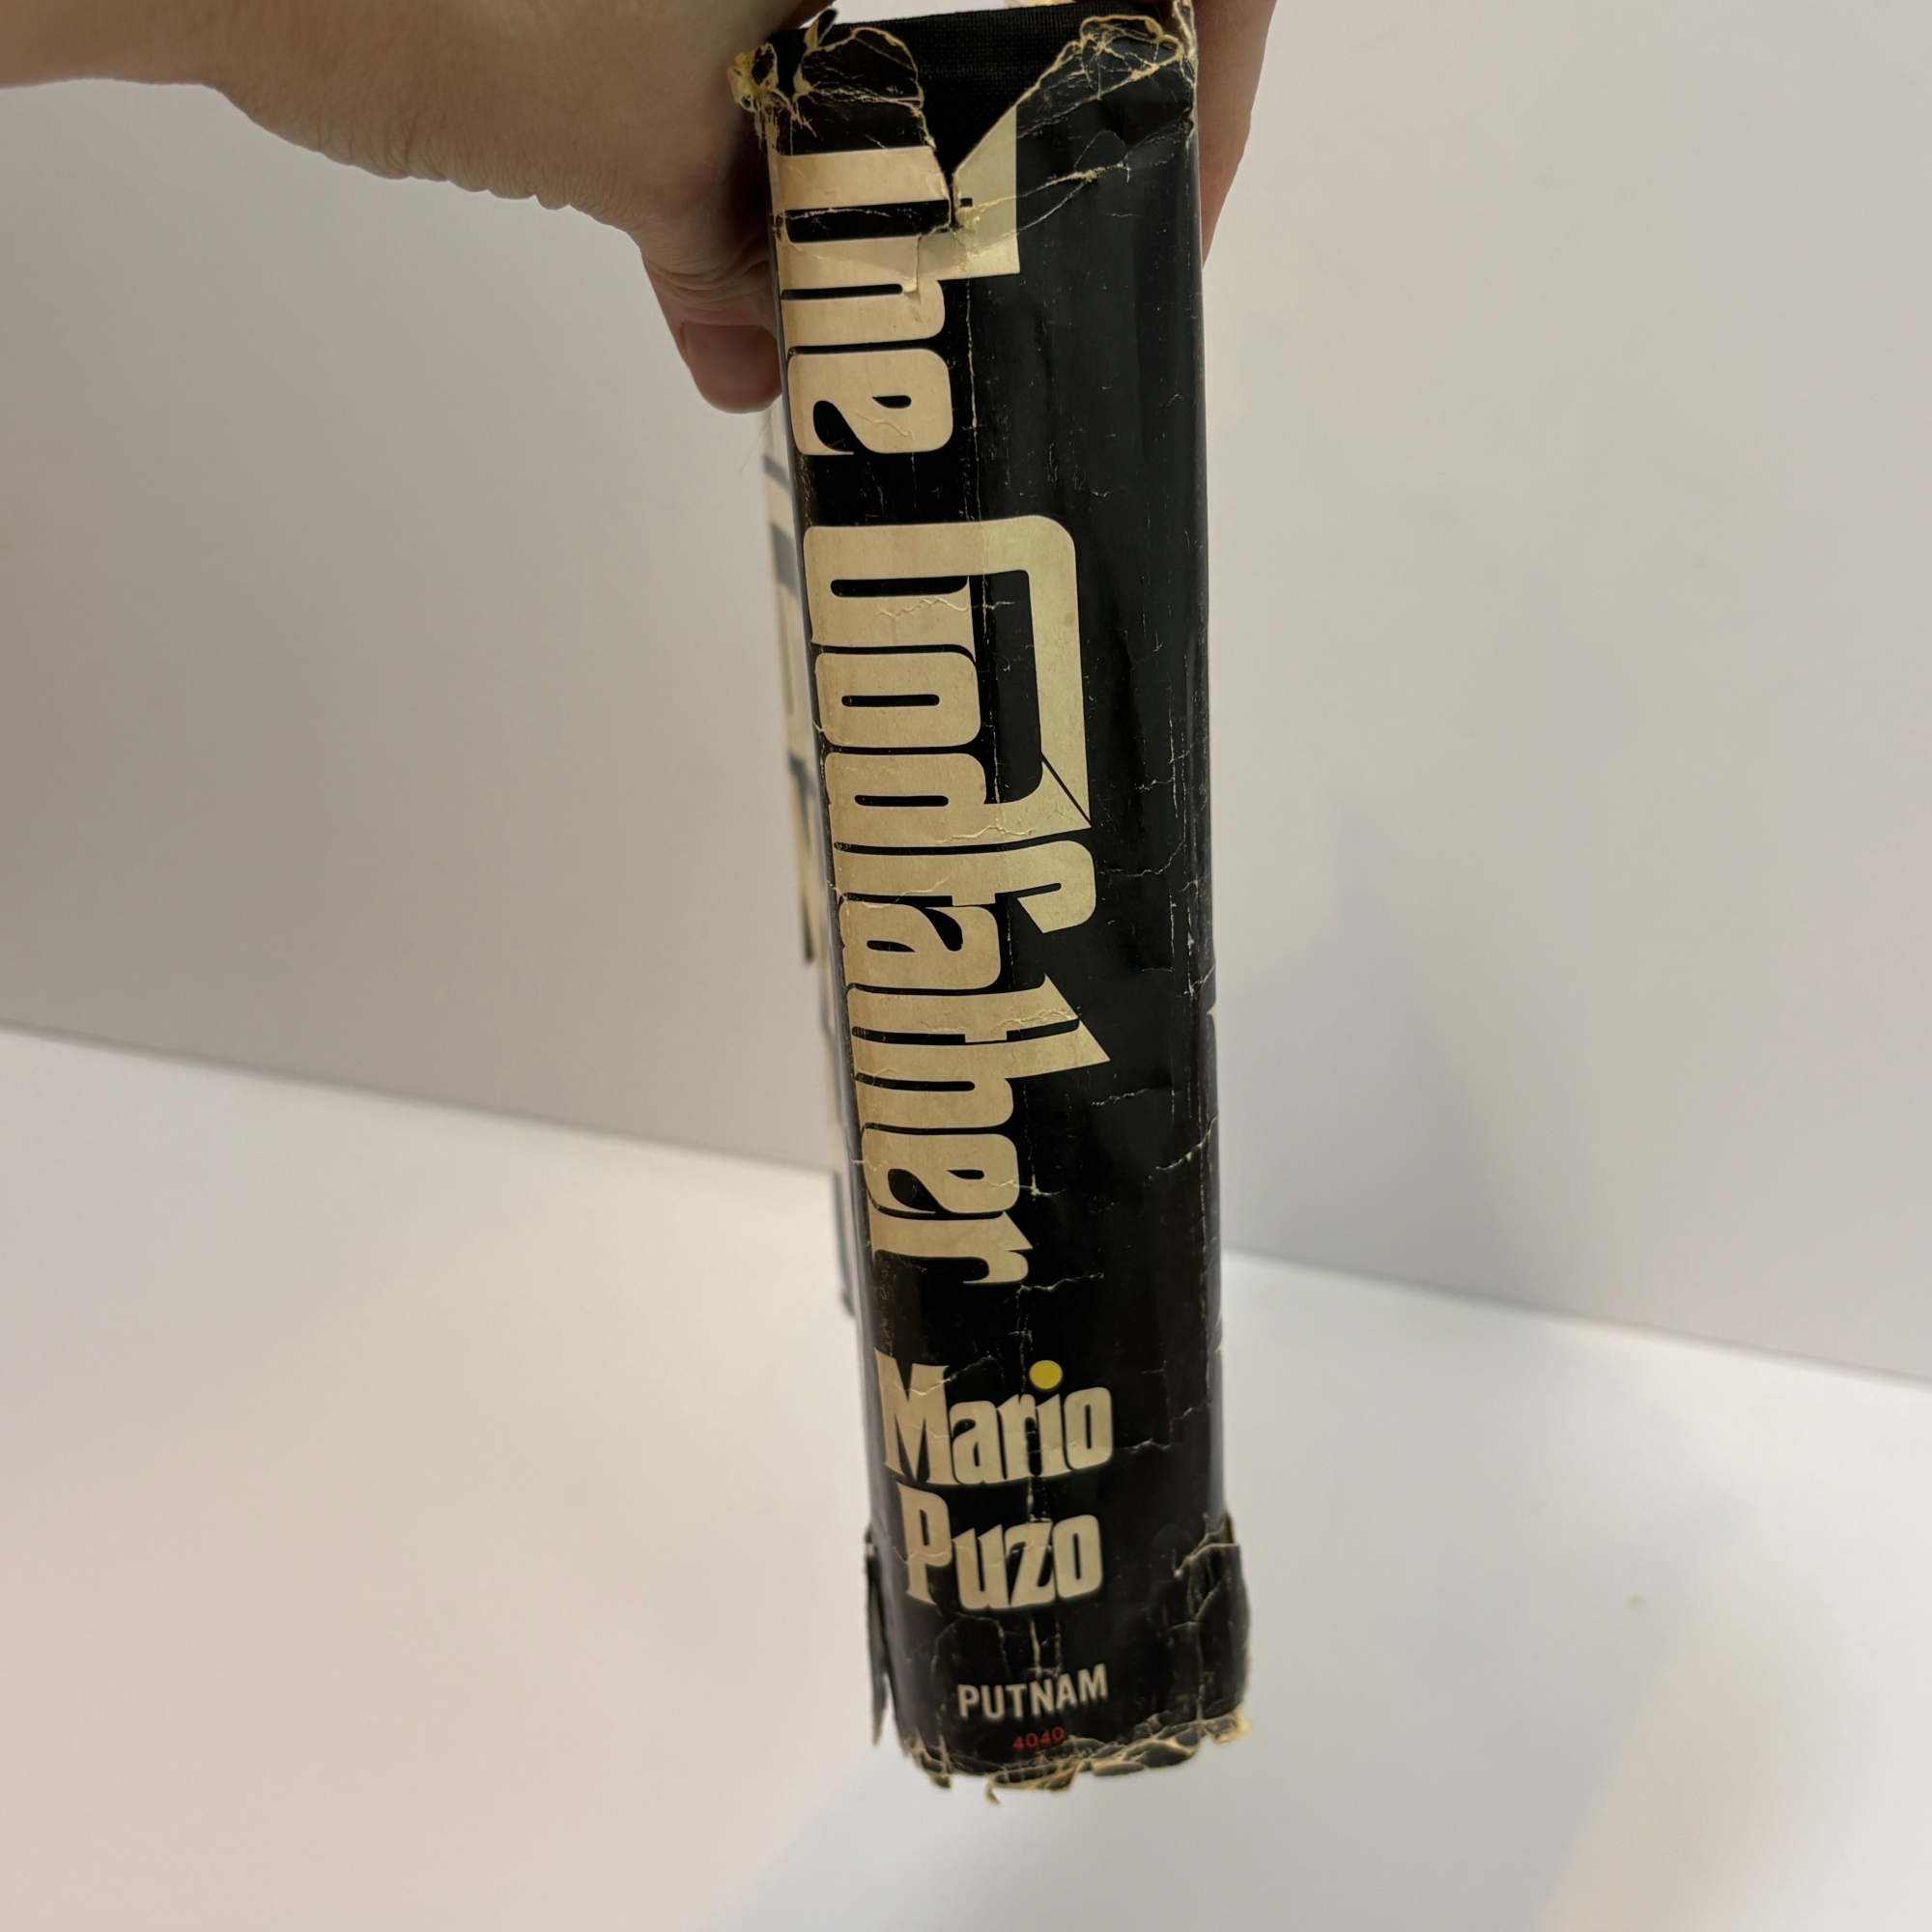 The Godfather
Mario
Puzo
PUTNAM
4040